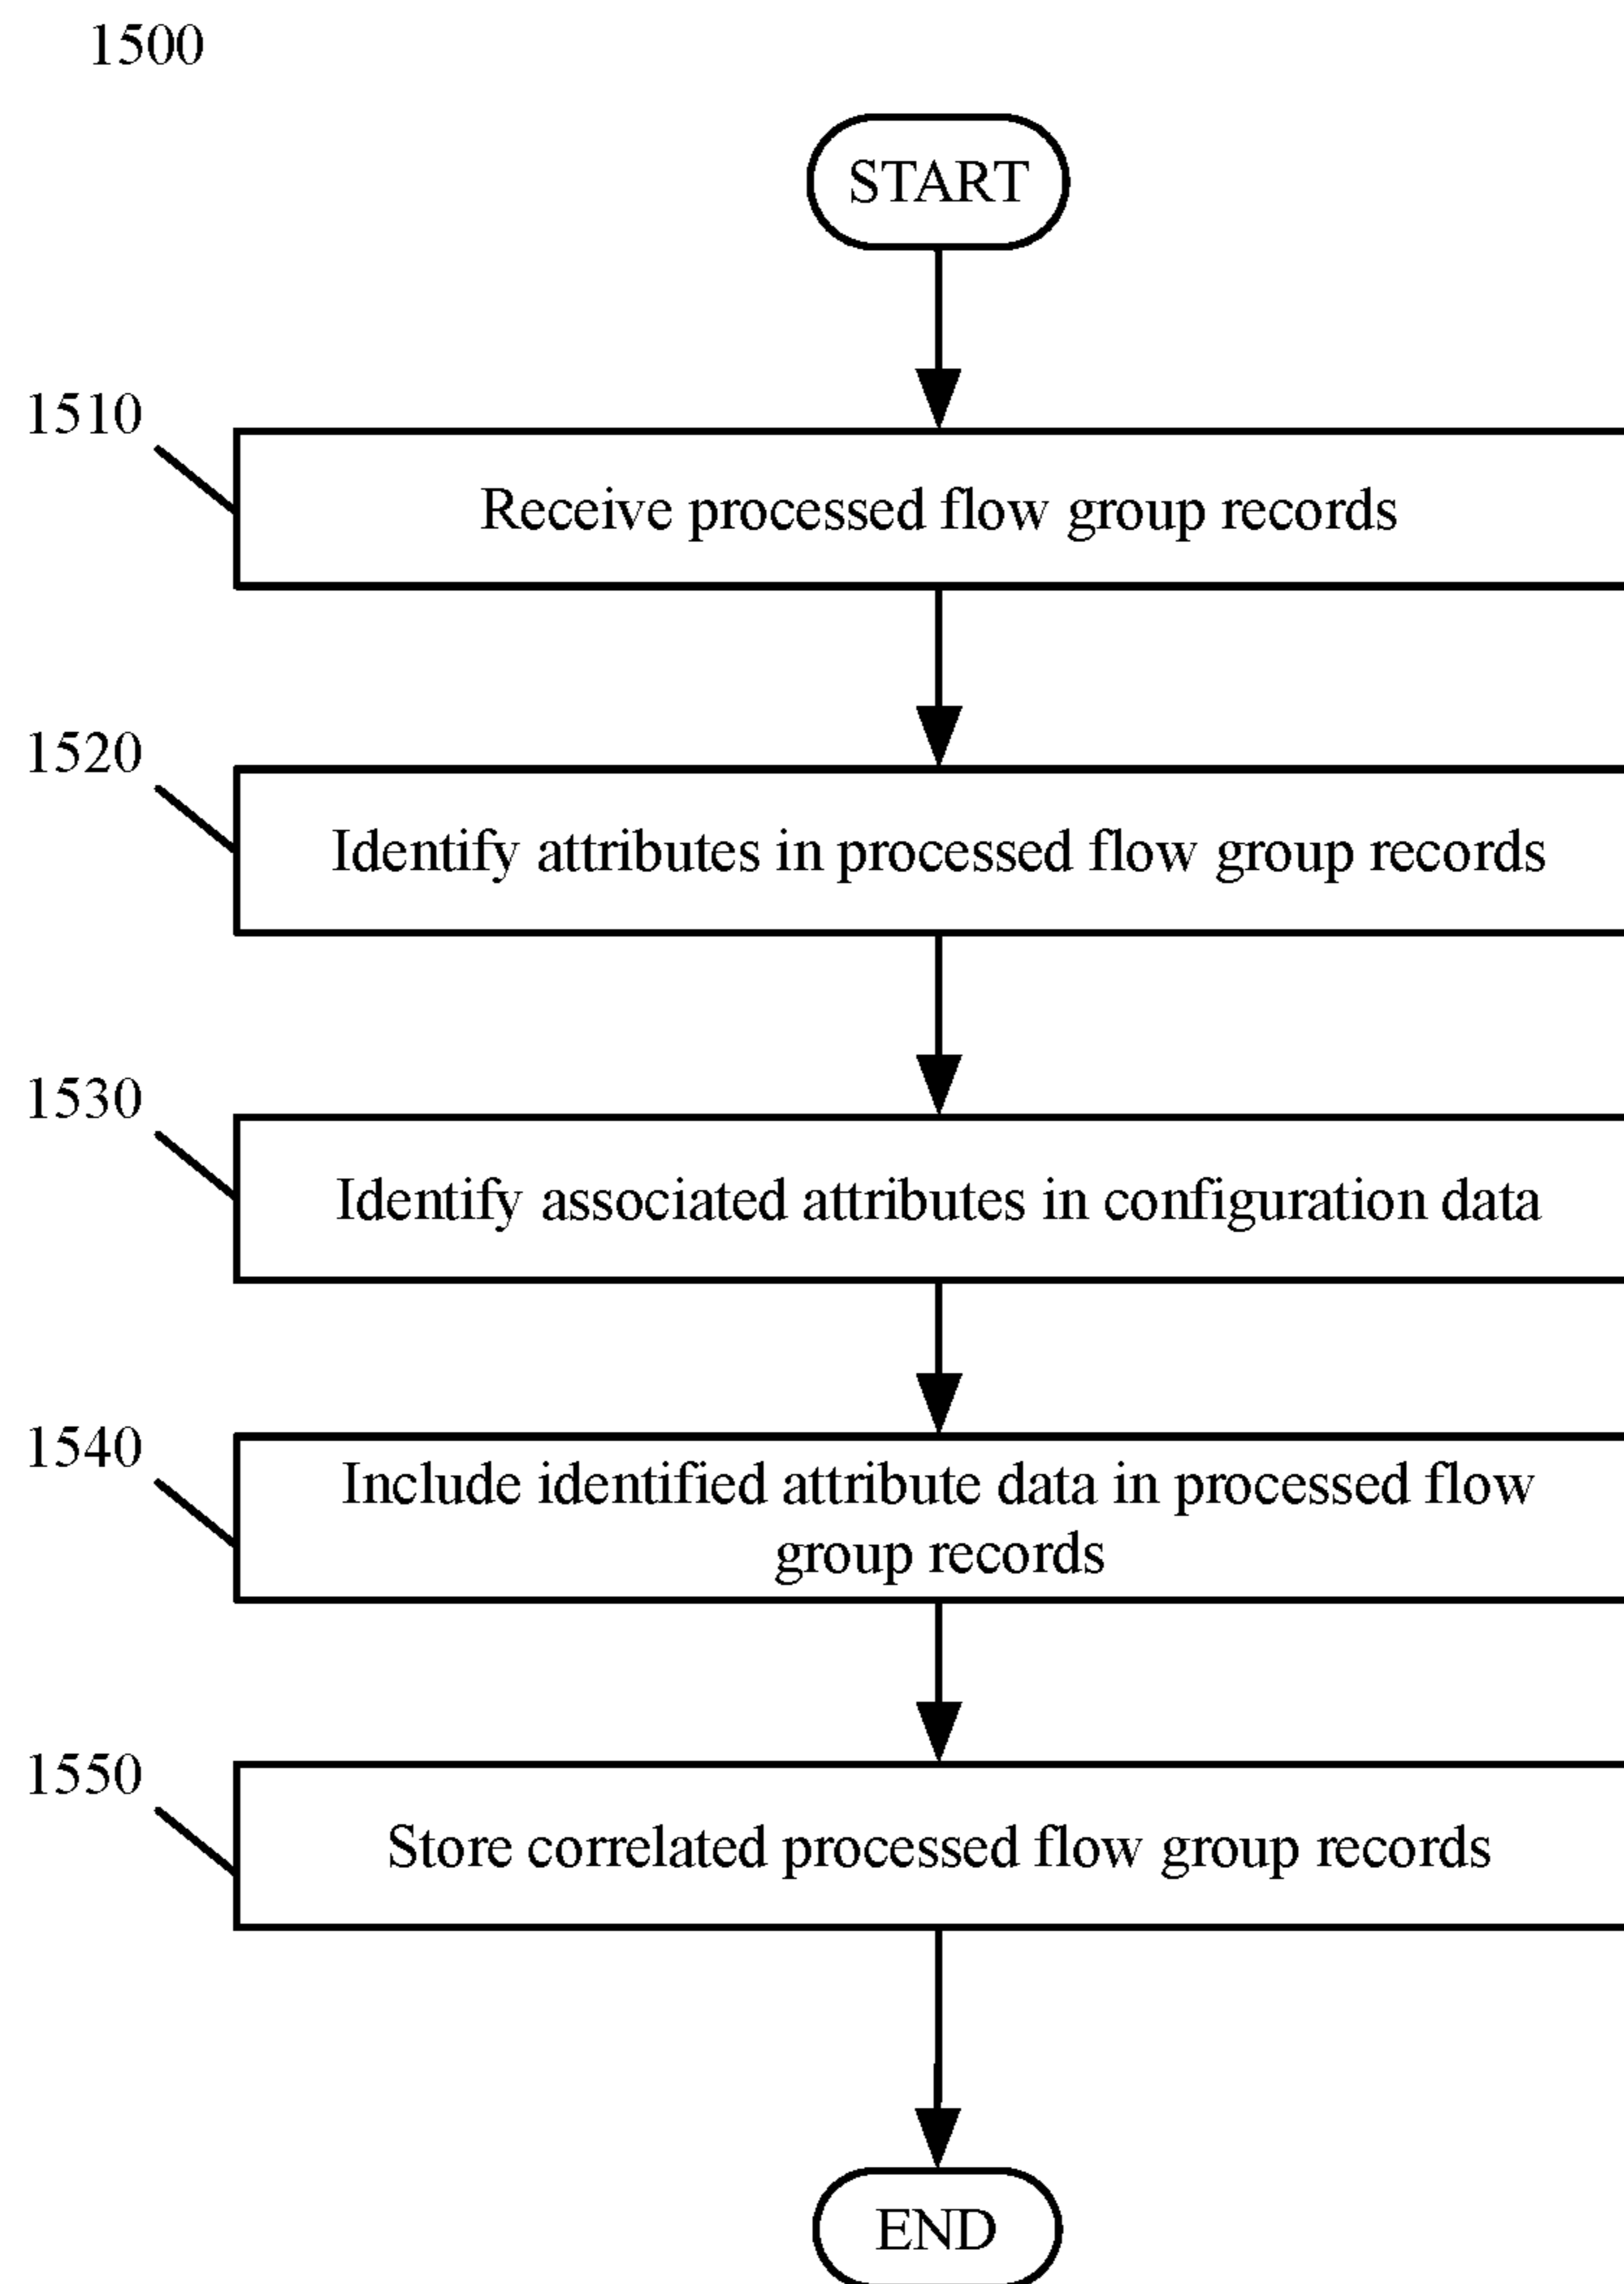 1500
START
1510
Receive processed flow group records
1520
Identify attributes in processed flow group records
1530
Identify associated attributes in configuration data
1540
Include identified attribute data in processed flow
group records
1550
Store correlated processed flow group records
END